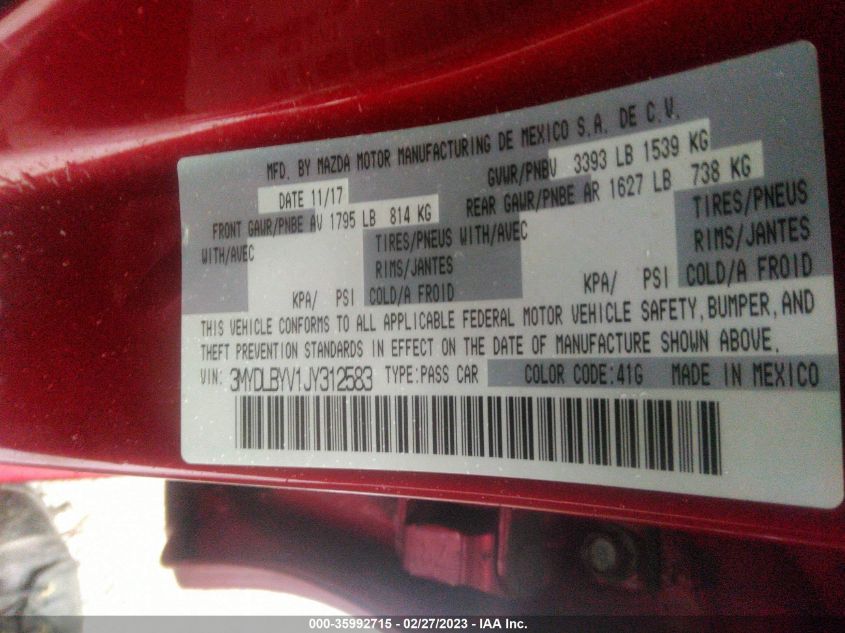 MFD. BY MAZDA MOTOR MANUFACTURING DE MEXICO S.A. DE C.V.
DATE 11/17 GVWR/PNBV 3393 LB 1539 KG
FRONT GAWR/PNBE AV 1795 LB 814 KG REAR GAWR/PNBE AR 1627 LB 738 KG
WITH/AVEC TIRES/PNEUS WITH/AVEC TIRES/PNEUS
RIMS/JANTES RIMS/JANTES
KPA/ PSI COLD/A FROID KPA/ PSI COLD/A FROID
THIS VEHICLE CONFORMS TO ALL APPLICABLE FEDERAL MOTOR VEHICLE SAFETY, BUMPER, AND
THEFT PREVENTION STANDARDS IN EFFECT ON THE DATE OF MANUFACTURE SHOWN ABOVE.
VIN: 3MYDLBYV1JY312583 TYPE:PASS CAR COLOR CODE:41G MADE IN MEXICO
000-35992715 - 02/27/2023 - IAA Inc.